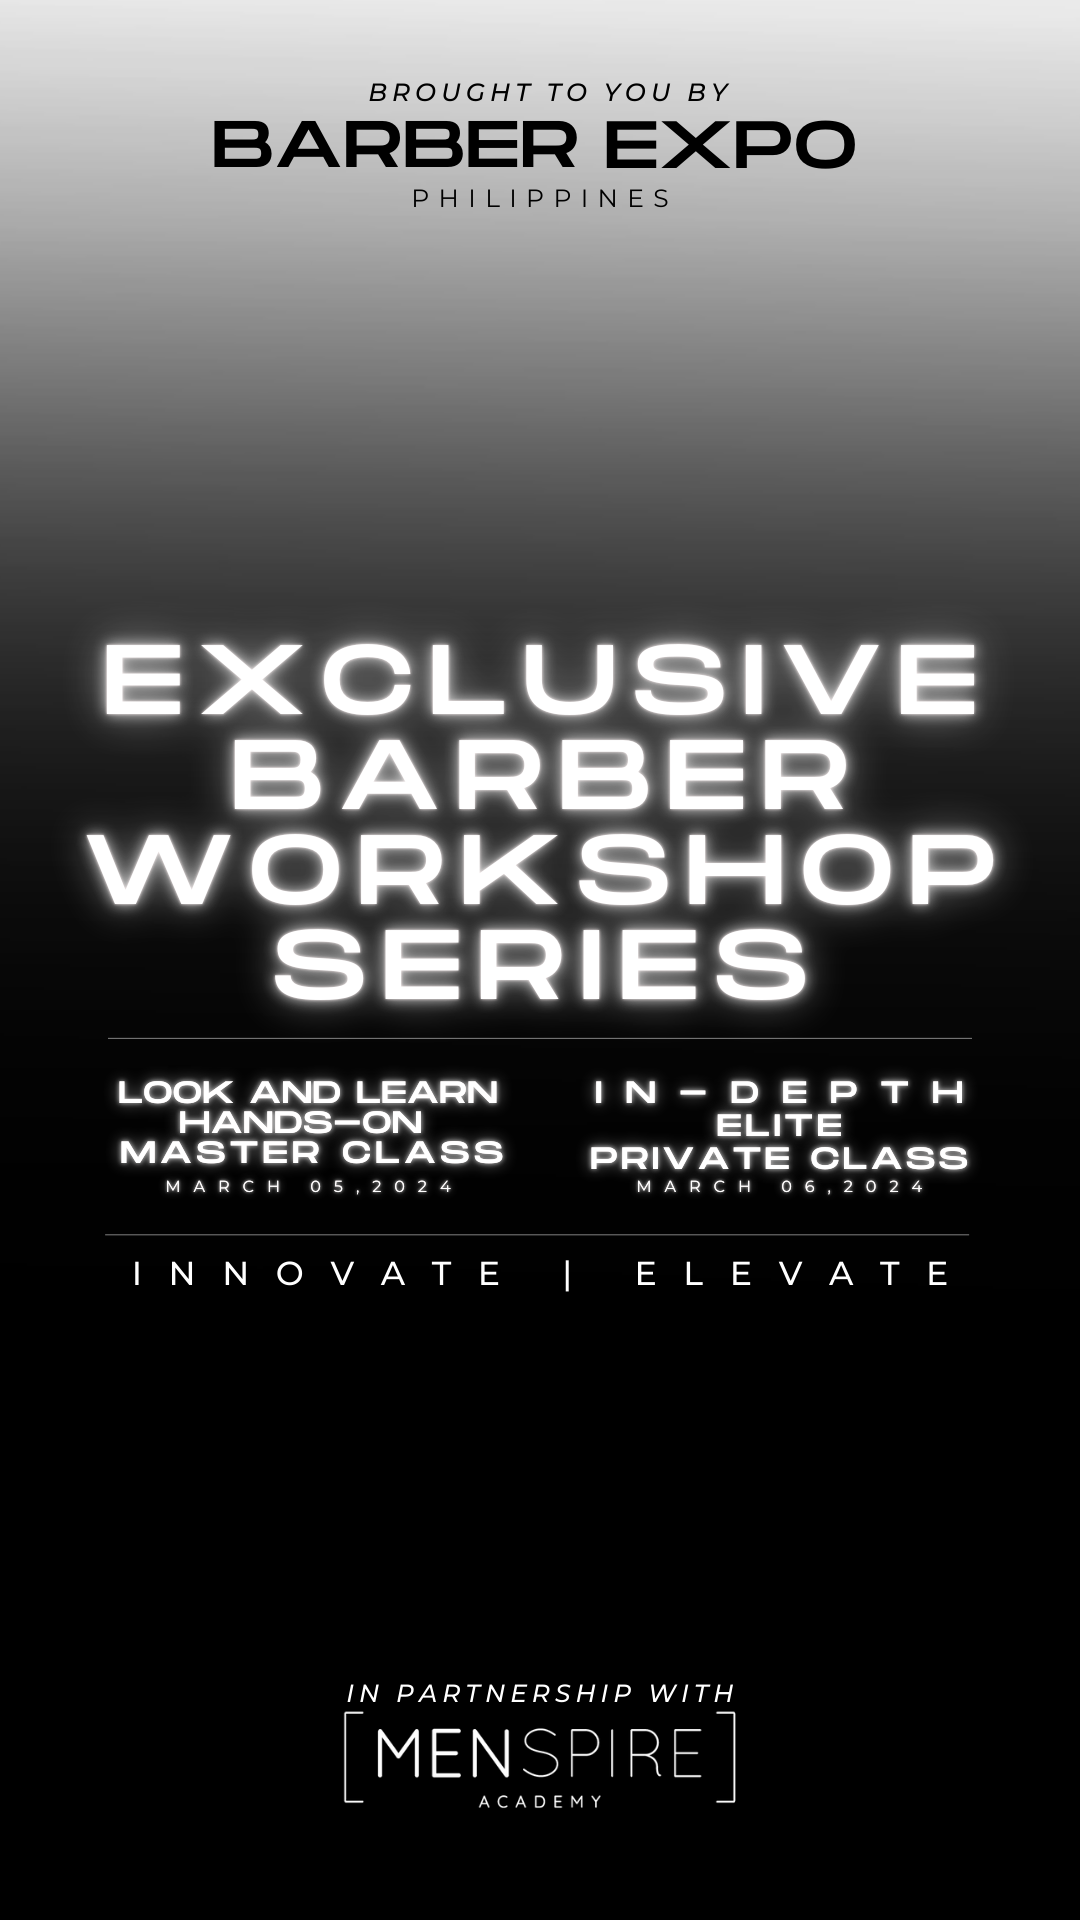 BROUGHT TO YOU BY
BARBER EXPO
PHILIPPINES
EXCLUSIVE
BARBER
WORKSHOP
SERIES
LOOK AND LEARN
HANDS-ON
MASTER CLASS
MARCH 05,2024
IN-DEPTH
ELITE
PRIVATE CLASS
MARCH 06,2024
INNOVATE | ELEVATE
IN PARTNERSHIP WITH
MENSPIRE
ACADEMY